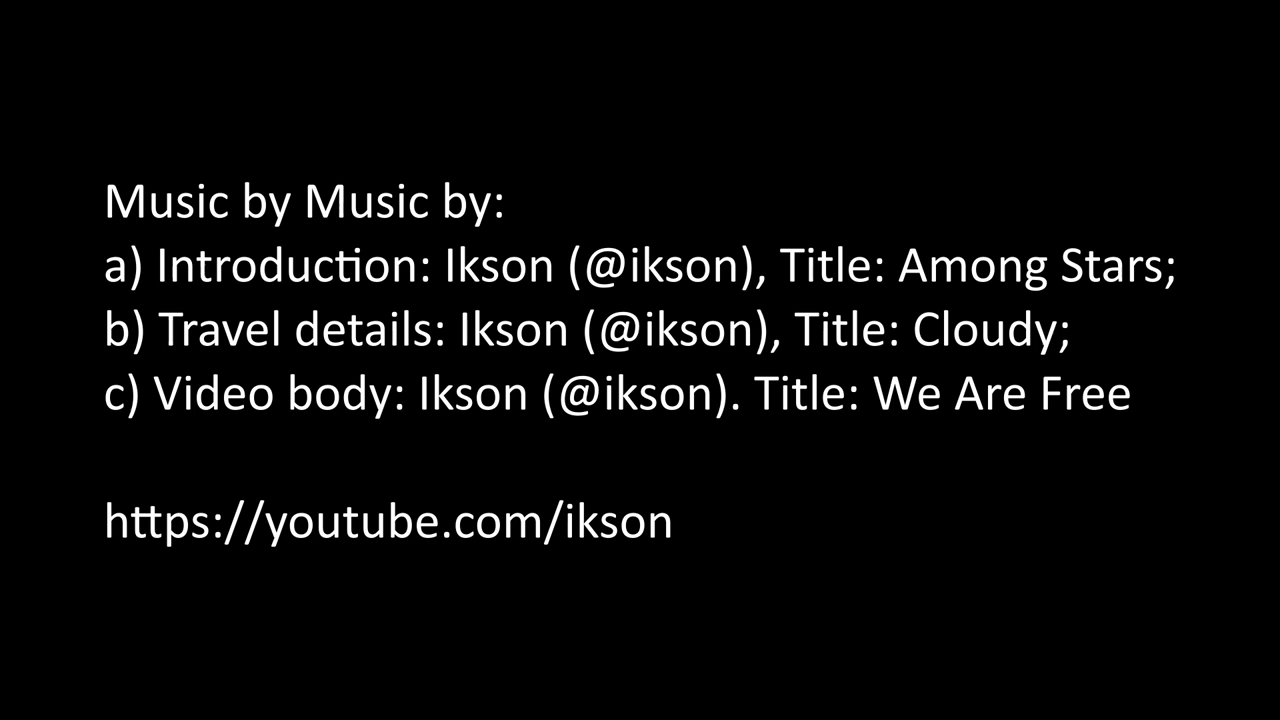 Music by Music by:
a) Introduction: Ikson (@ikson), Title: Among Stars;
b) Travel details: Ikson (@ikson), Title: Cloudy;
c) Video body: Ikson (@ikson). Title: We Are Free
https://youtube.com/ikson